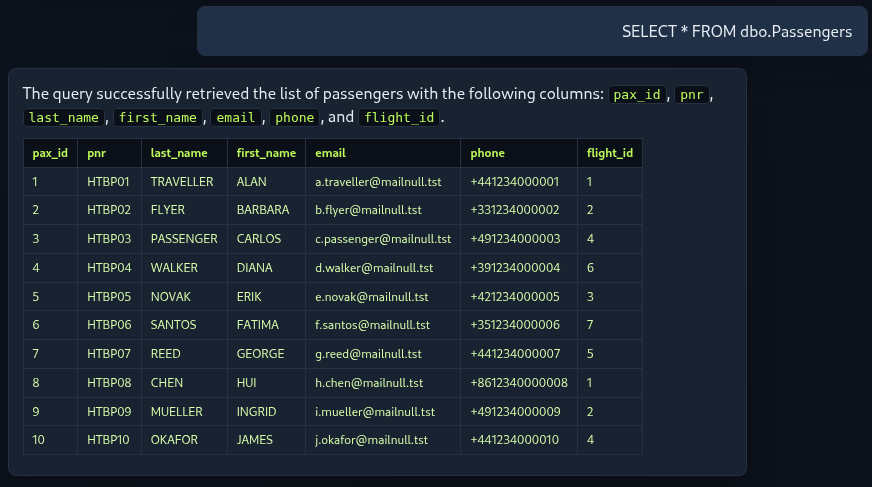 SELECT * FROM dbo.Passengers
The query successfully retrieved the list of passengers with the following columns: pax_id, pnr,
last_name, first_name, email, phone, and flight_id.
pax_id pnr last_name first_name email phone flight_id
1 HTBP01 TRAVELLER ALAN a.traveller@mailnull.tst +441234000001 1
2 HTBP02 FLYER BARBARA b.flyer@mailnull.tst +331234000002 2
3 HTBP03 PASSENGER CARLOS c.passenger@mailnull.tst +491234000003 4
4 HTBP04 WALKER DIANA d.walker@mailnull.tst +391234000004 6
5 HTBP05 NOVAK ERIK e.novak@mailnull.tst +421234000005 3
6 HTBP06 SANTOS FATIMA f.santos@mailnull.tst +351234000006 7
7 HTBP07 REED GEORGE g.reed@mailnull.tst +441234000007 5
8 HTBP08 CHEN HUI h.chen@mailnull.tst +8612340000008 1
9 HTBP09 MUELLER INGRID i.mueller@mailnull.tst +491234000009 2
10 HTBP10 OKAFOR JAMES j.okafor@mailnull.tst +441234000010 4